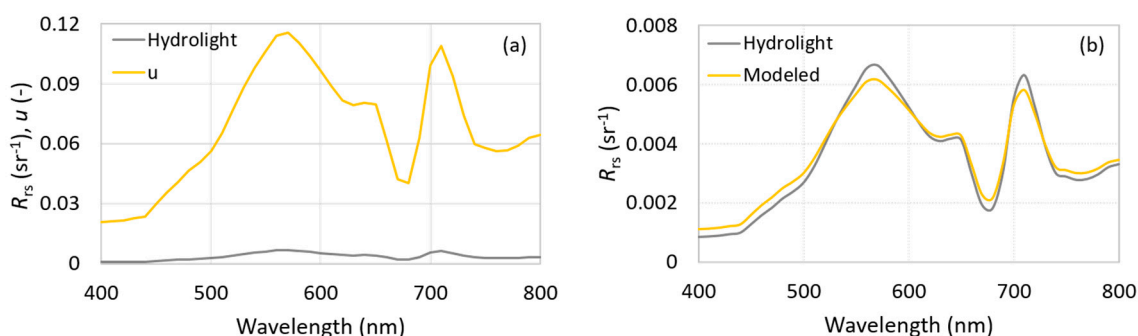 0.12
0.09
0.06
0.03
0
Rrs (sr-1), u (-)
Hydrolight
u
(a)
400 500 600 700 800
Wavelength (nm)
0.008
0.006
0.004
0.002
0
Rrs (sr-1)
Hydrolight
Modeled
(b)
400 500 600 700 800
Wavelength (nm)